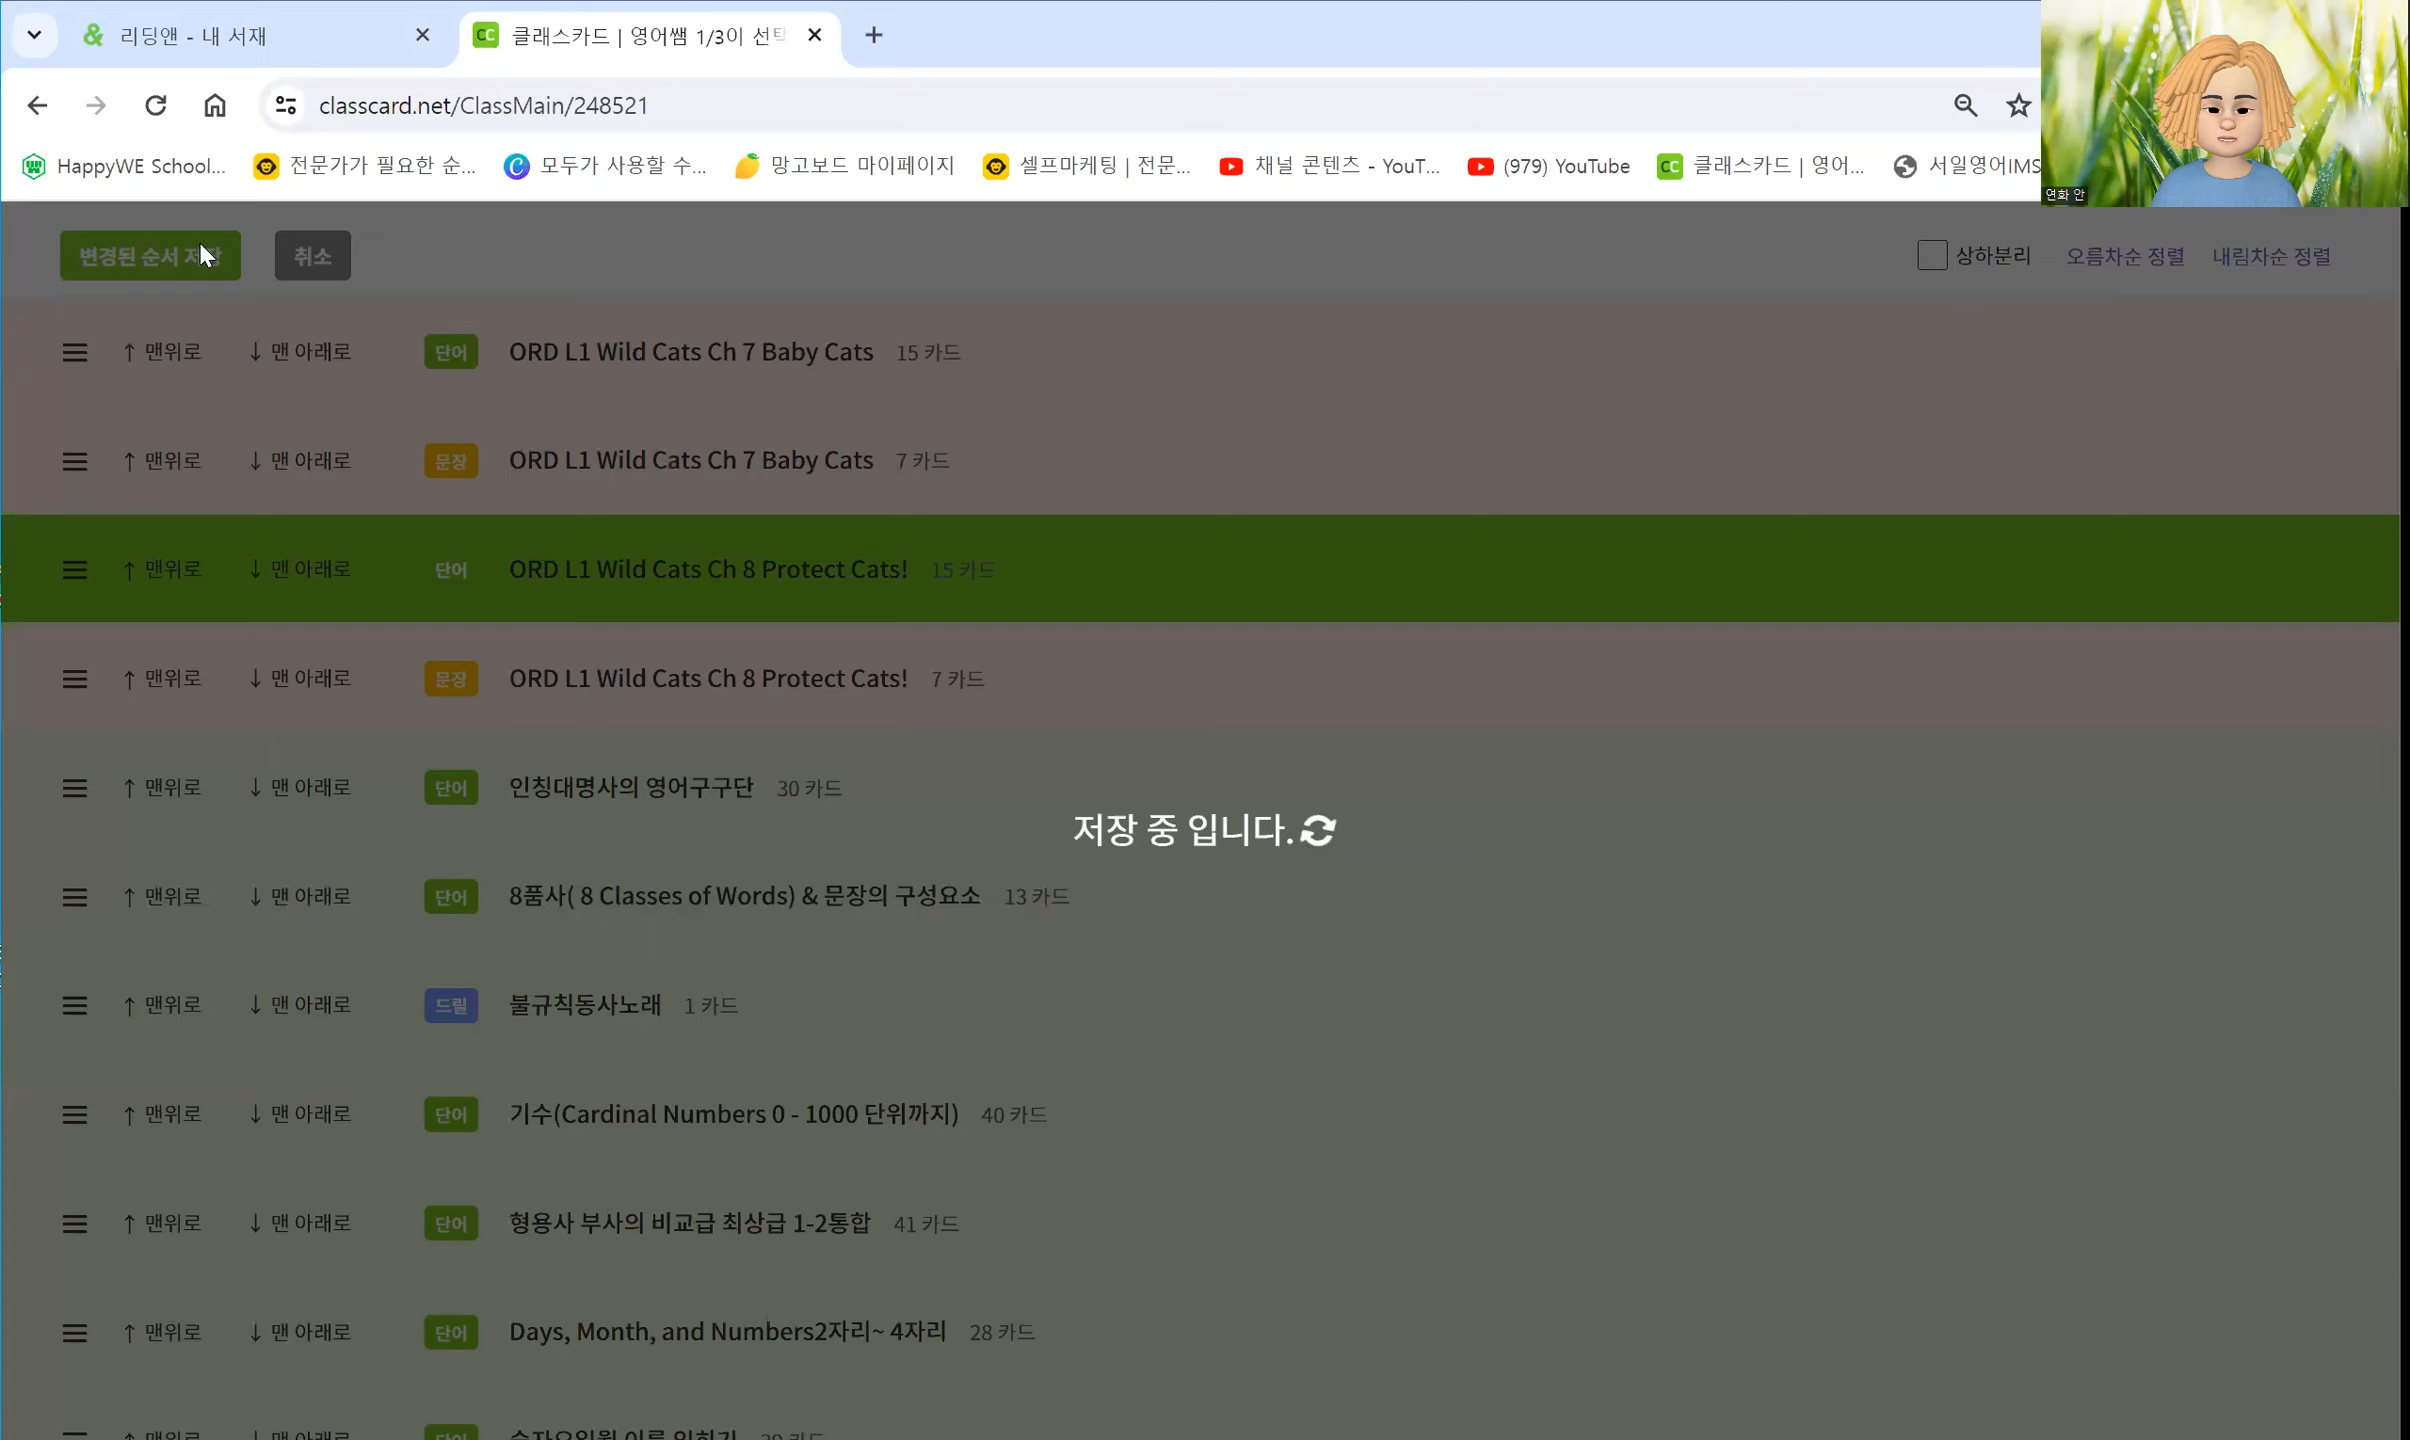 리딩앤 - 내 서재
클래스카드 | 영어쌤 1/3이 선택
classcard.net/ClassMain/248521
HappyWE School...
전문가가 필요한 순...
모두가 사용할 수...
망고보드 마이페이지
셀프마케팅 | 전문...
채널 콘텐츠 - YouT...
(979) YouTube
클래스카드 | 영어...
서일영어IMS
연화 안
변경된 순서 저장 취소 상하분리 오름차순 정렬 내림차순 정렬
↑ 맨위로 ↓ 맨 아래로 단어 ORD L1 Wild Cats Ch 7 Baby Cats 15 카드
↑ 맨위로 ↓ 맨 아래로 문장 ORD L1 Wild Cats Ch 7 Baby Cats 7 카드
↑ 맨위로 ↓ 맨 아래로 단어 ORD L1 Wild Cats Ch 8 Protect Cats! 15 카드
↑ 맨위로 ↓ 맨 아래로 문장 ORD L1 Wild Cats Ch 8 Protect Cats! 7 카드
↑ 맨위로 ↓ 맨 아래로 단어 인칭대명사의 영어구구단 30 카드
저장 중 입니다.
↑ 맨위로 ↓ 맨 아래로 단어 8품사( 8 Classes of Words) & 문장의 구성요소 13 카드
↑ 맨위로 ↓ 맨 아래로 드릴 불규칙동사노래 1 카드
↑ 맨위로 ↓ 맨 아래로 단어 기수(Cardinal Numbers 0 - 1000 단위까지) 40 카드
↑ 맨위로 ↓ 맨 아래로 단어 형용사 부사의 비교급 최상급 1-2통합 41 카드
↑ 맨위로 ↓ 맨 아래로 단어 Days, Month, and Numbers2자리~ 4자리 28 카드